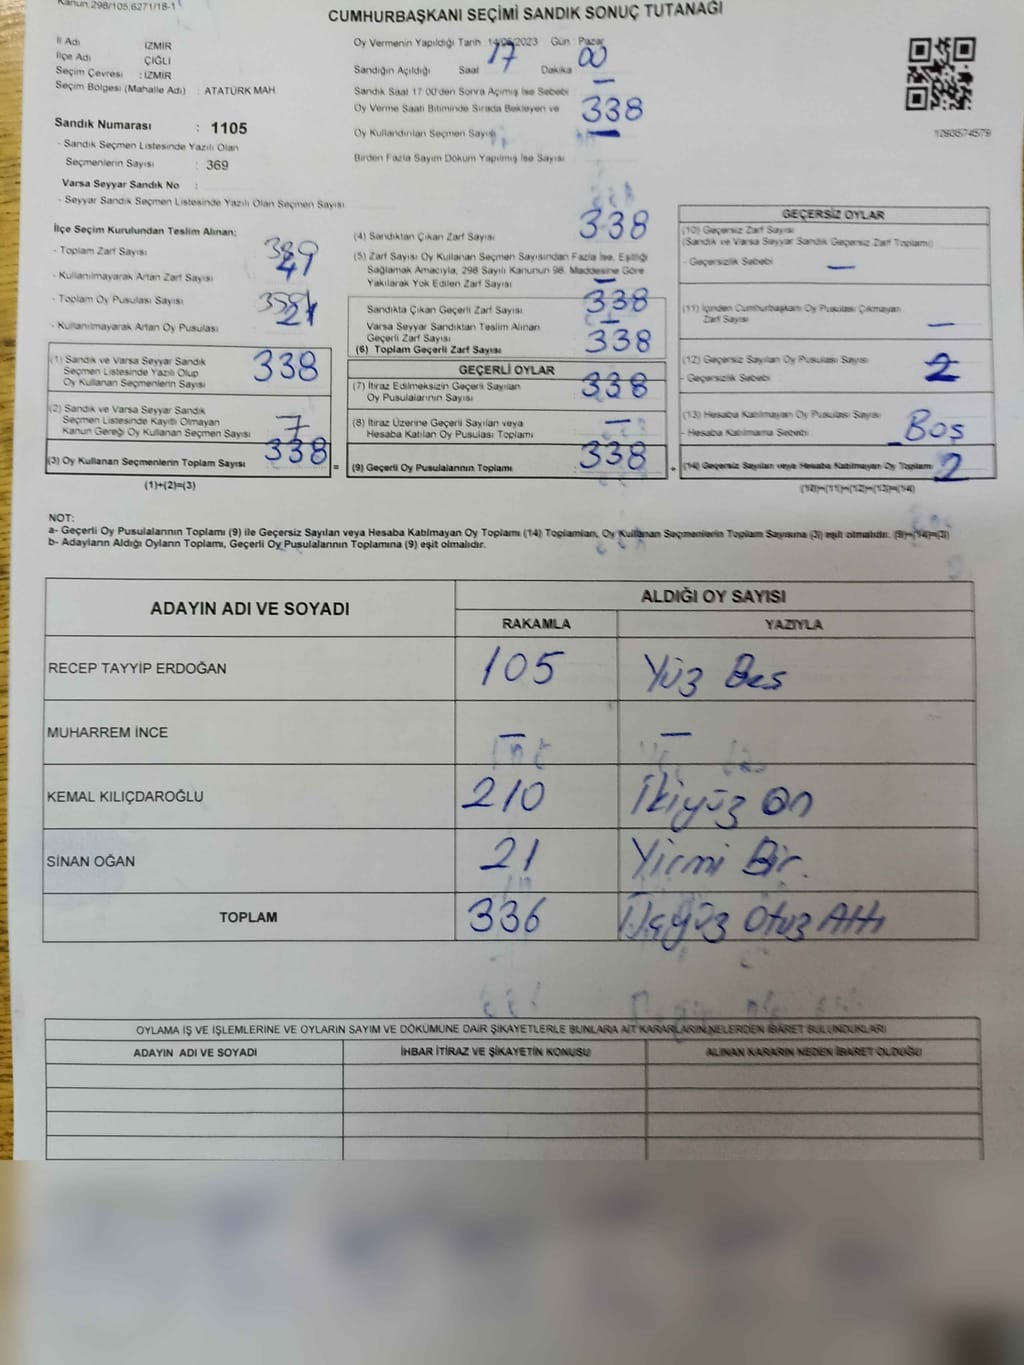 Kanun:298/105,6271/18-1
CUMHURBAŞKANI SEÇİMİ SANDIK SONUÇ TUTANAĞI
İl Adı İZMİR
İlçe Adı ÇİĞLİ
Seçim Çevresi : İZMİR
Seçim Bölgesi (Mahalle Adı) : ATATÜRK MAH
Sandık Numarası : 1105
- Sandık Seçmen Listesinde Yazılı Olan
Seçmenlerin Sayısı : 369
Varsa Seyyar Sandık No :
- Seyyar Sandık Seçmen Listesinde Yazılı Olan Seçmen Sayısı
Oy Vermenin Yapıldığı Tarih : 2023 Gün : Pazar
Sandığın Açıldığı Saat 17 Dakika 00
Sandık Saat 17:00'den Sonra Açımış İse Sebebi —
Oy Verme Saati Bitiminde Sırada Bekleyen ve 338
Oy Kullandırılan Seçmen Sayısı
Birden Fazla Sayım Döküm Yapılmış İse Sayısı
1093574579
İlçe Seçim Kurulundan Teslim Alınan:
- Toplam Zarf Sayısı
- Kullanılmayarak Artan Zarf Sayısı
- Toplam Oy Pusulası Sayısı
- Kullanılmayarak Artan Oy Pusulası
(1) Sandık ve Varsa Seyyar Sandık
Seçmen Listesinde Yazılı Olup 338
Oy Kullanan Seçmenlerin Sayısı
(2) Sandık ve Varsa Seyyar Sandık
Seçmen Listesinde Kayıtlı Olmayan
Kanun Gereği Oy Kullanan Seçmen Sayısı 7
(3) Oy Kullanan Seçmenlerin Toplam Sayısı 338
(1)+(2)=(3)
(4) Sandıktan Çıkan Zarf Sayısı 338
(5) Zarf Sayısı Oy Kullanan Seçmen Sayısından Fazla İse, Eşitliği
Sağlamak Amacıyla, 298 Sayılı Kanunun 98. Maddesine Göre
Yakılarak Yok Edilen Zarf Sayısı —
Sandıkta Çıkan Geçerli Zarf Sayısı 338
Varsa Seyyar Sandıktan Teslim Alınan —
Geçerli Zarf Sayısı
(6) Toplam Geçerli Zarf Sayısı 338
=
GEÇERLİ OYLAR
(7) İtiraz Edilmeksizin Geçerli Sayılan 338
Oy Pusulalarının Sayısı
(8) İtiraz Üzerine Geçerli Sayılan veya —
Hesaba Katılan Oy Pusulası Toplamı
(9) Geçerli Oy Pusulalarının Toplamı 338
+
GEÇERSİZ OYLAR
(10) Geçersiz Zarf Sayısı
(Sandık ve Varsa Seyyar Sandık Geçersiz Zarf Toplamı)
- Geçersizlik Sebebi —
(11) İçinden Cumhurbaşkanı Oy Pusulası Çıkmayan
Zarf Sayısı —
(12) Geçersiz Sayılan Oy Pusulası Sayısı 2
- Geçersizlik Sebebi
(13) Hesaba Katılmayan Oy Pusulası Sayısı
- Hesaba Katılmama Sebebi Boş
(14) Geçersiz Sayılan veya Hesaba Katılmayan Oy Toplamı 2
(10)+(11)+(12)+(13)=(14)
NOT:
a- Geçerli Oy Pusulalarının Toplamı (9) ile Geçersiz Sayılan veya Hesaba Katılmayan Oy Toplamı (14) Toplamları, Oy Kullanan Seçmenlerin Toplam Sayısına (3) eşit olmalıdır. (9)+(14)=(3)
b- Adayların Aldığı Oyların Toplamı, Geçerli Oy Pusulalarının Toplamına (9) eşit olmalıdır.
ADAYIN ADI VE SOYADI ALDIĞI OY SAYISI
RAKAMLA YAZIYLA
RECEP TAYYİP ERDOĞAN 105 Yüz Beş
MUHARREM İNCE — —
KEMAL KILIÇDAROĞLU 210 İkiyüz On
SİNAN OĞAN 21 Yirmi Bir.
TOPLAM 336 Üçyüz Otuz Altı
OYLAMA İŞ VE İŞLEMLERİNE VE OYLARIN SAYIM VE DÖKÜMÜNE DAİR ŞİKAYETLERLE BUNLARA AİT KARARLARIN NELERDEN İBARET BULUNDUKLARI
ADAYIN ADI VE SOYADI İHBAR İTİRAZ VE ŞİKAYETİN KONUSU ALINAN KARARIN NEDEN İBARET OLDUĞU